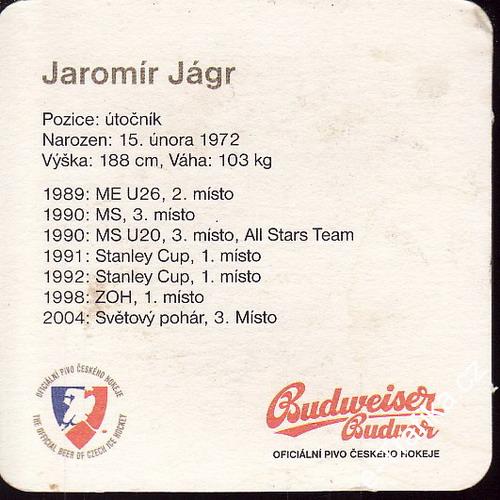 Jaromír Jágr
Pozice: útočník
Narozen: 15. února 1972
Výška: 188 cm, Váha: 103 kg
1989: ME U26, 2. místo
1990: MS, 3. místo
1990: MS U20, 3. místo, All Stars Team
1991: Stanley Cup, 1. místo
1992: Stanley Cup, 1. místo
1998: ZOH, 1. místo
2004: Světový pohár, 3. Místo
OFICIÁLNÍ PIVO ČESKÉHO HOKEJE
THE OFFICIAL BEER OF CZECH ICE HOCKEY
Budweiser
Budvar
OFICIÁLNÍ PIVO ČESKÉHO HOKEJE